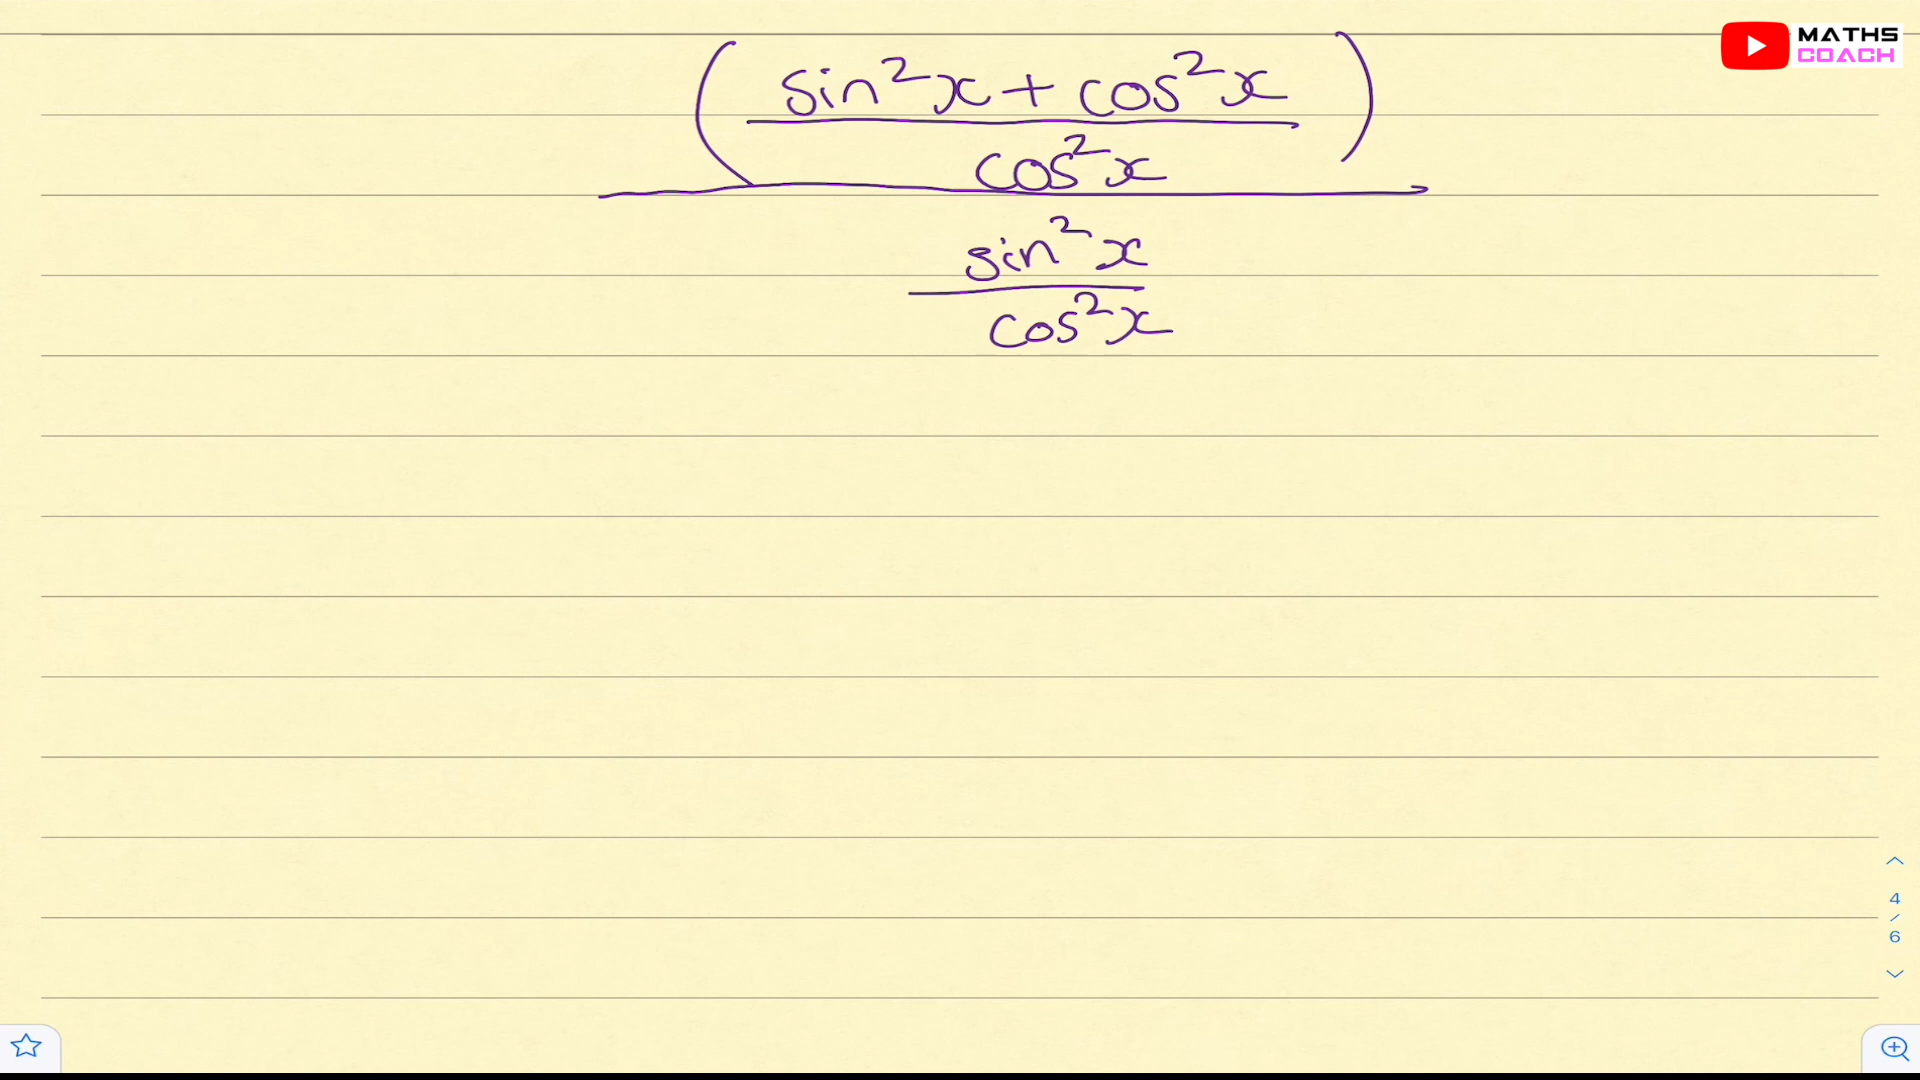 MATHS
COACH
( sin²x + cos²x )
cos²x
sin²x
cos²x
4
/
6